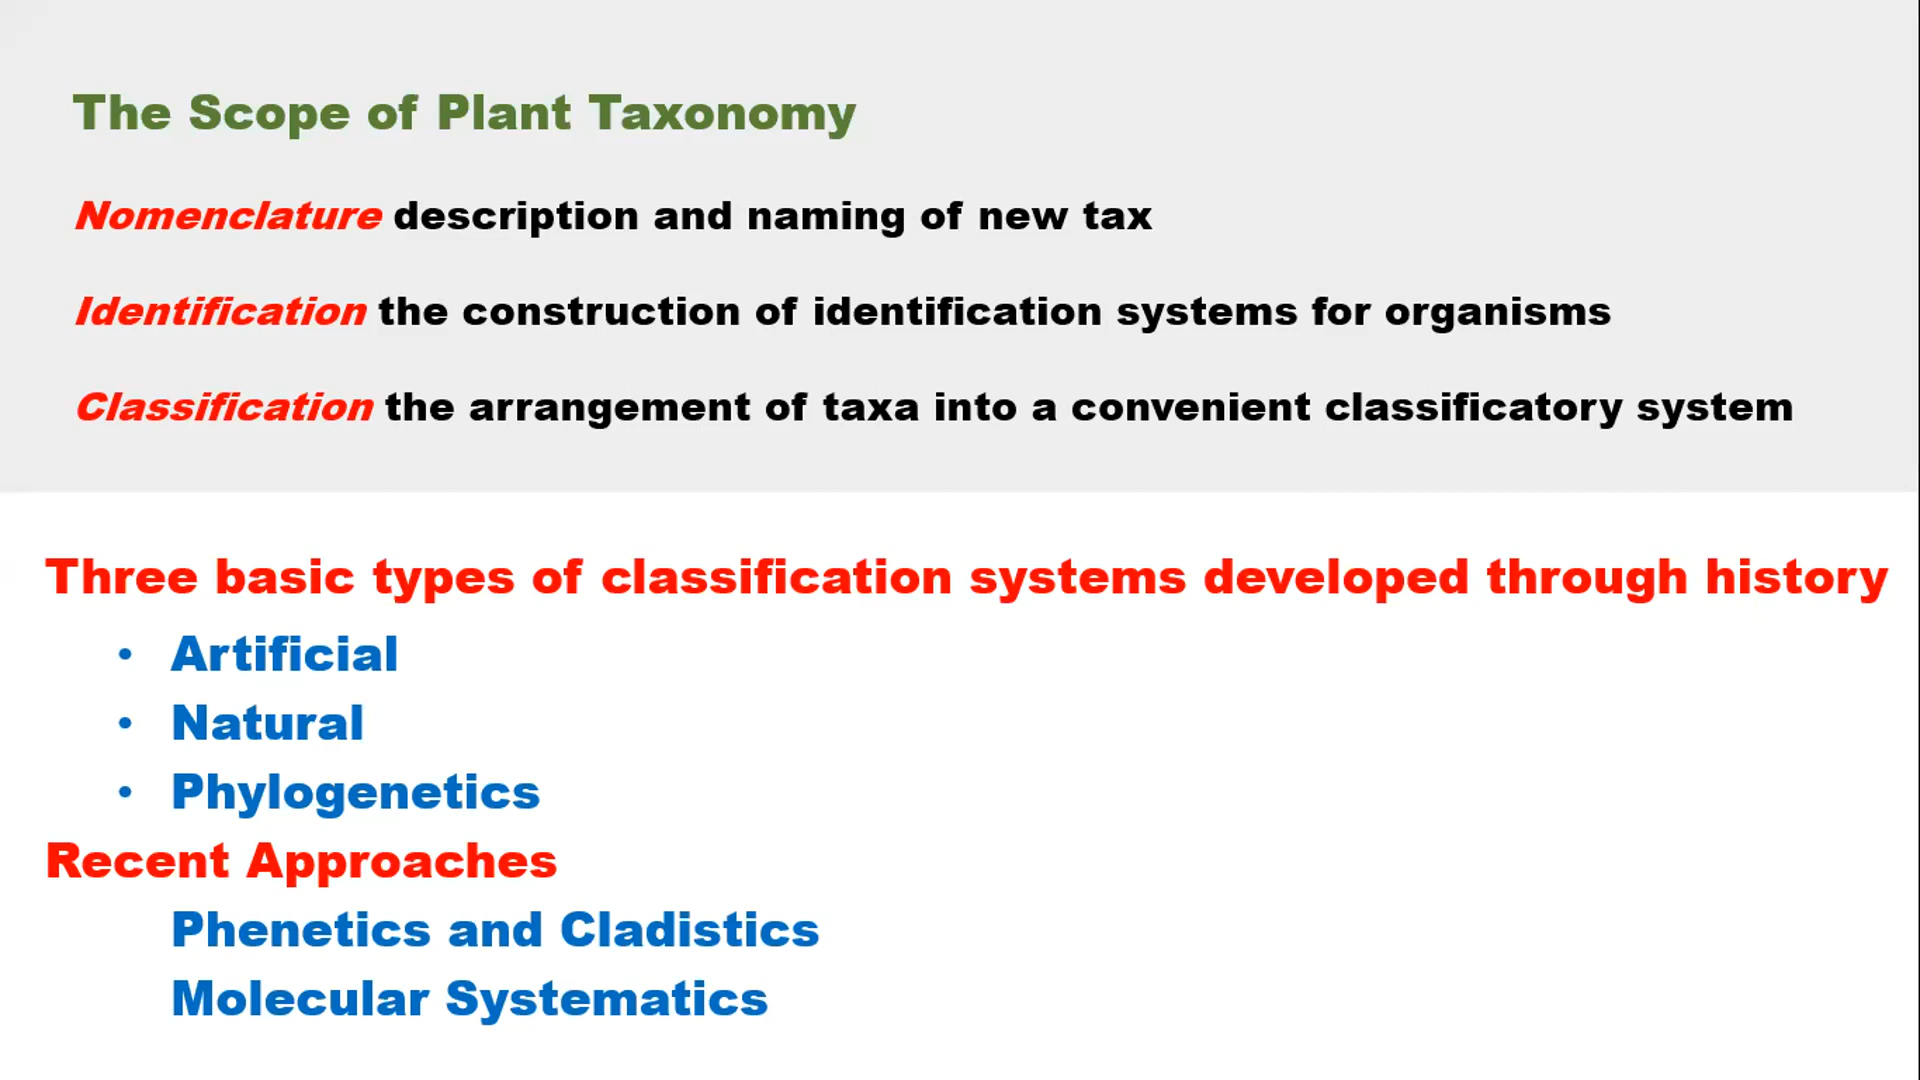 The Scope of Plant Taxonomy
Nomenclature description and naming of new tax
Identification the construction of identification systems for organisms
Classification the arrangement of taxa into a convenient classificatory system
Three basic types of classification systems developed through history
• Artificial
• Natural
• Phylogenetics
Recent Approaches
Phenetics and Cladistics
Molecular Systematics